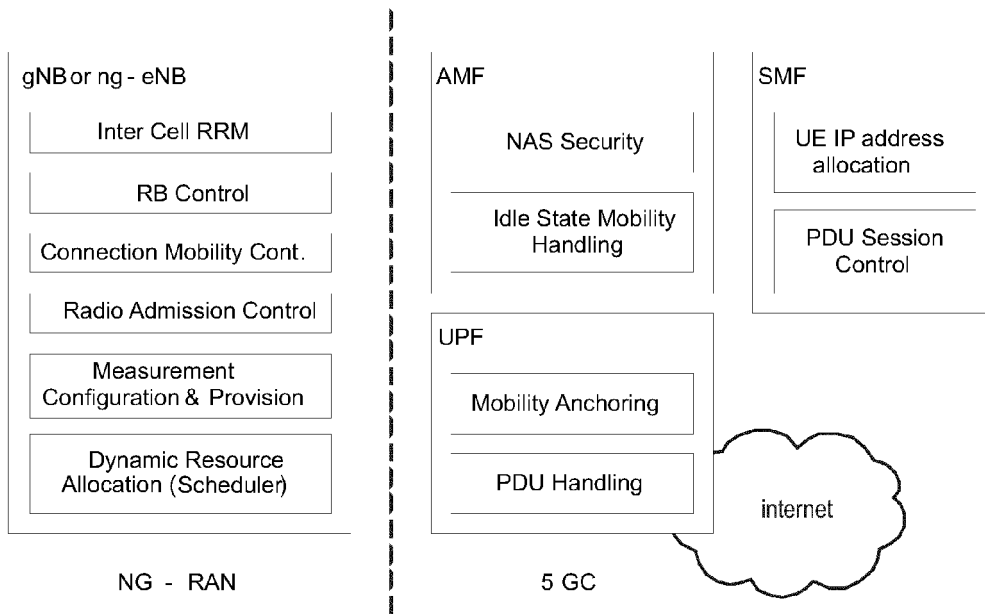 gNB or ng - eNB
Inter Cell RRM
RB Control
Connection Mobility Cont.
Radio Admission Control
Measurement
Configuration & Provision
Dynamic Resource
Allocation (Scheduler)
NG - RAN
AMF
NAS Security
Idle State Mobility
Handling
SMF
UE IP address
allocation
PDU Session
Control
UPF
Mobility Anchoring
PDU Handling
internet
5 GC